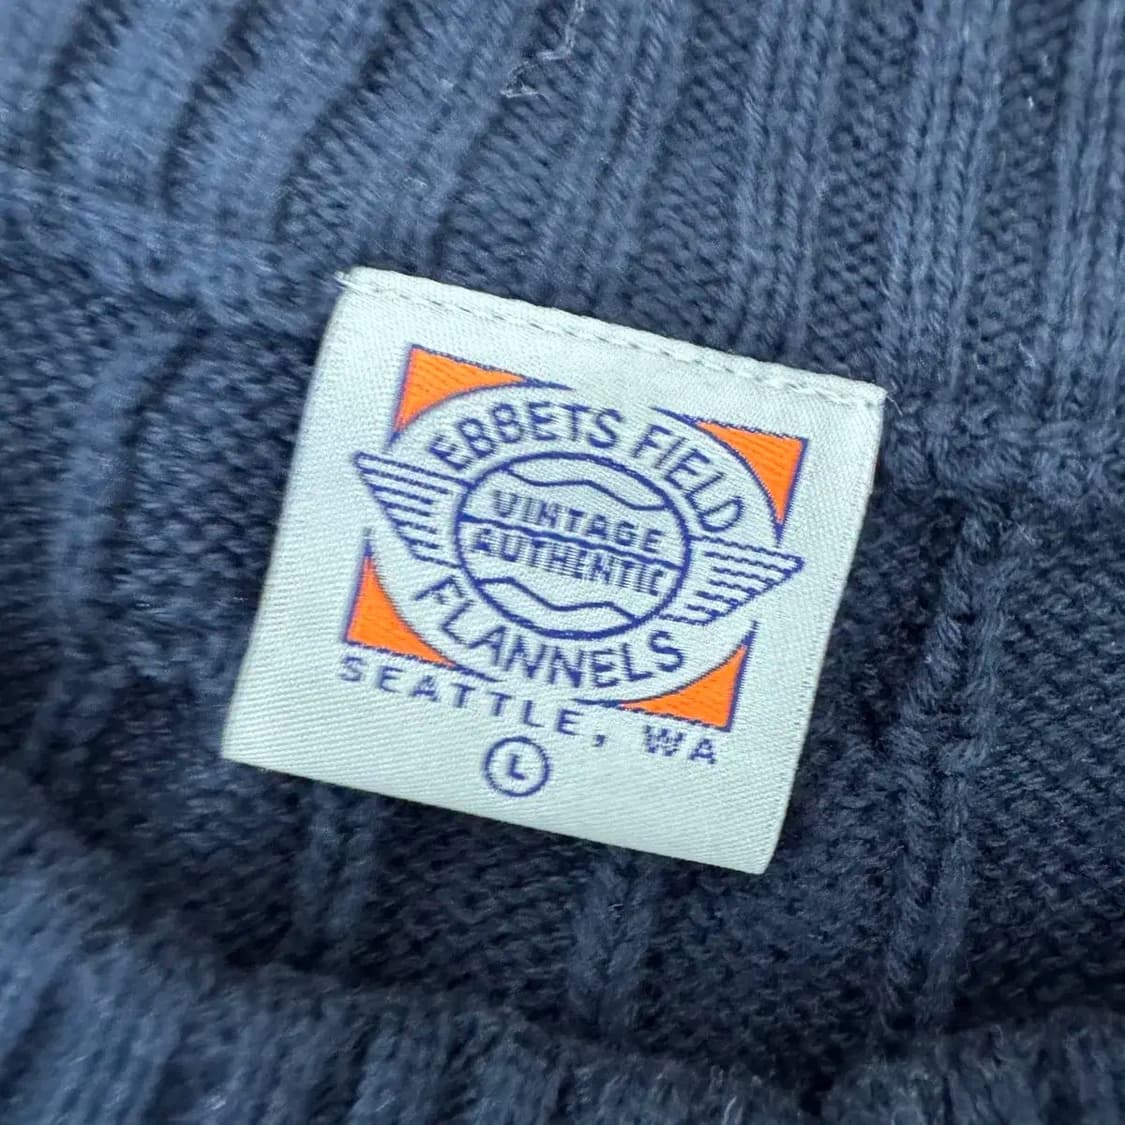 EBBETS FIELD
VINTAGE
AUTHENTIC
FLANNELS
SEATTLE, WA
L